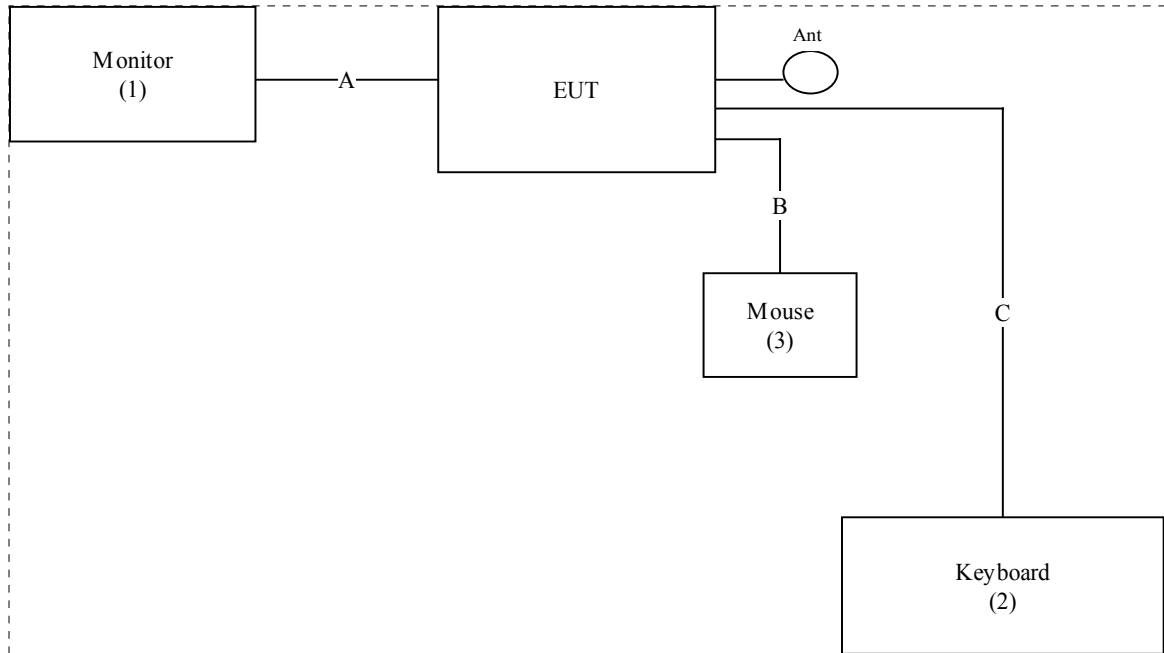 Monitor
(1)
A
EUT
Ant
B
Mouse
(3)
C
Keyboard
(2)